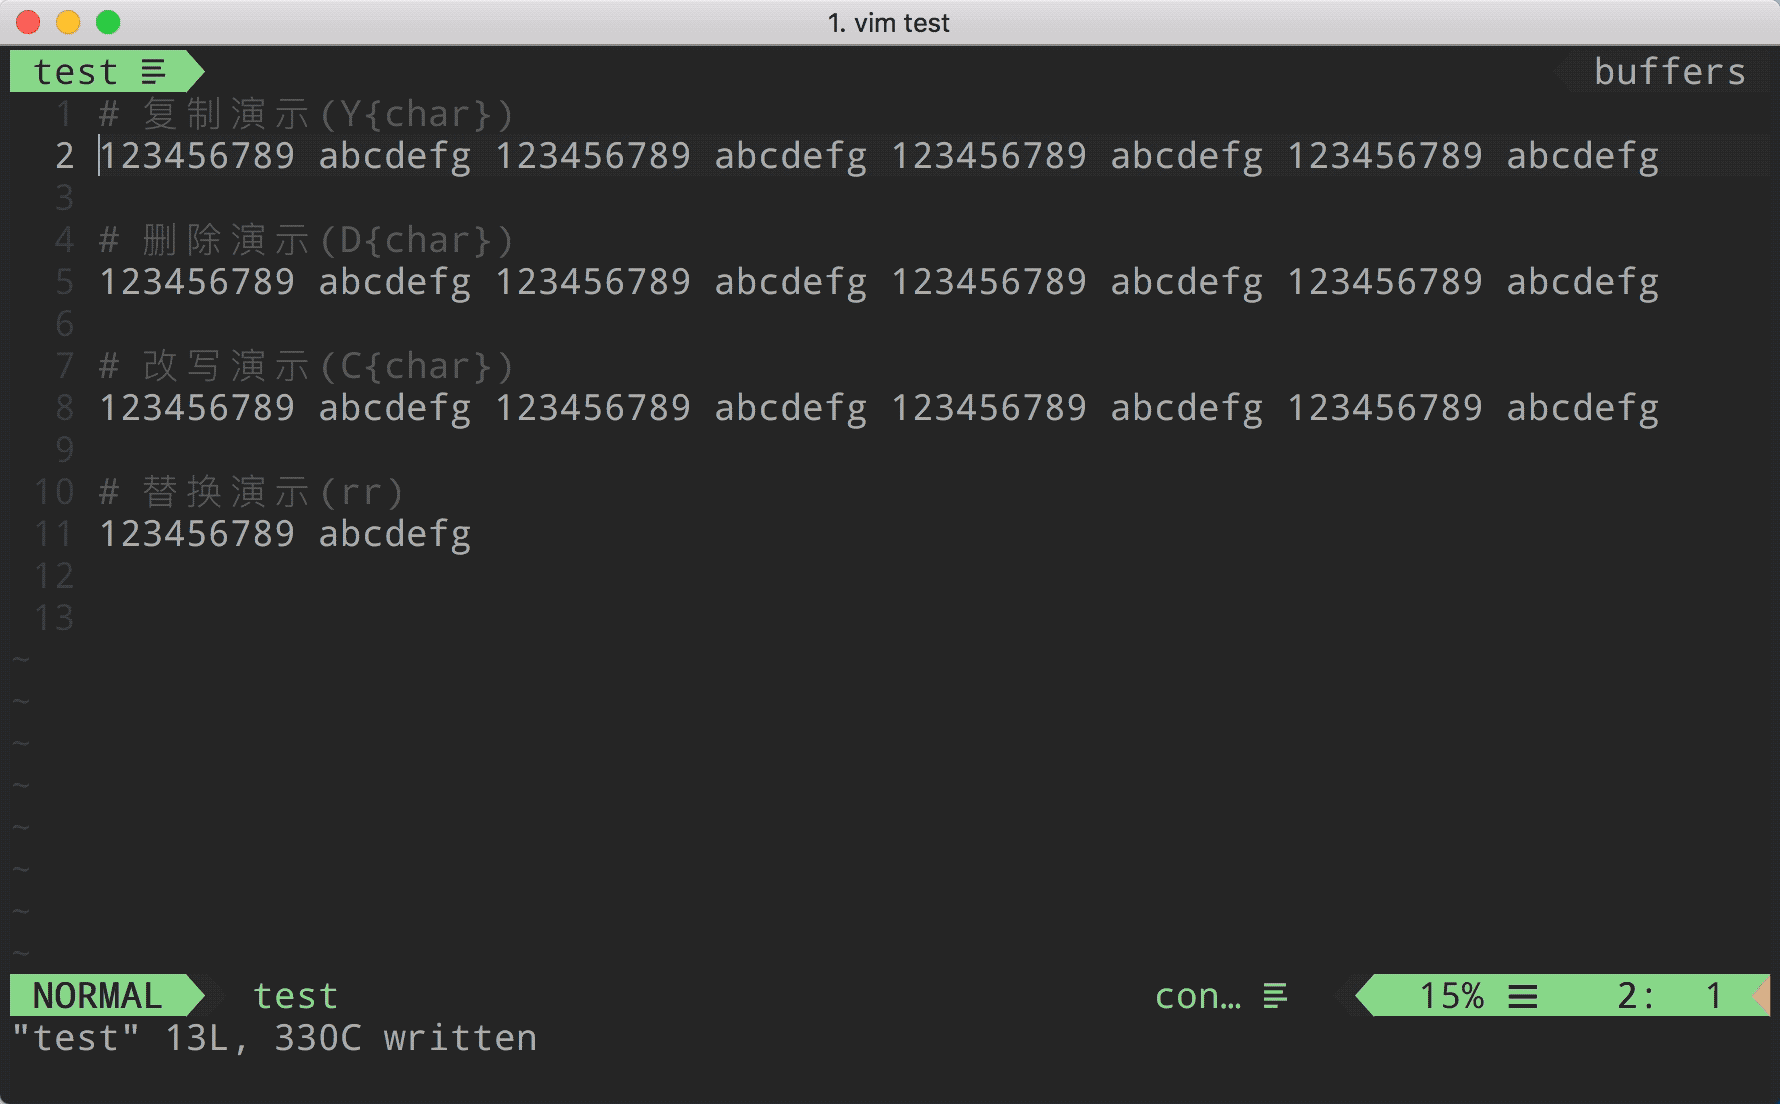 1. vim test
test buffers
1 # 复制演示(Y{char})
2 123456789 abcdefg 123456789 abcdefg 123456789 abcdefg 123456789 abcdefg
3
4 # 删除演示(D{char})
5 123456789 abcdefg 123456789 abcdefg 123456789 abcdefg 123456789 abcdefg
6
7 # 改写演示(C{char})
8 123456789 abcdefg 123456789 abcdefg 123456789 abcdefg 123456789 abcdefg
9
10 # 替换演示(rr)
11 123456789 abcdefg
12
13
~
~
~
~
~
~
~
~
NORMAL test con… 15% 2: 1
"test" 13L, 330C written